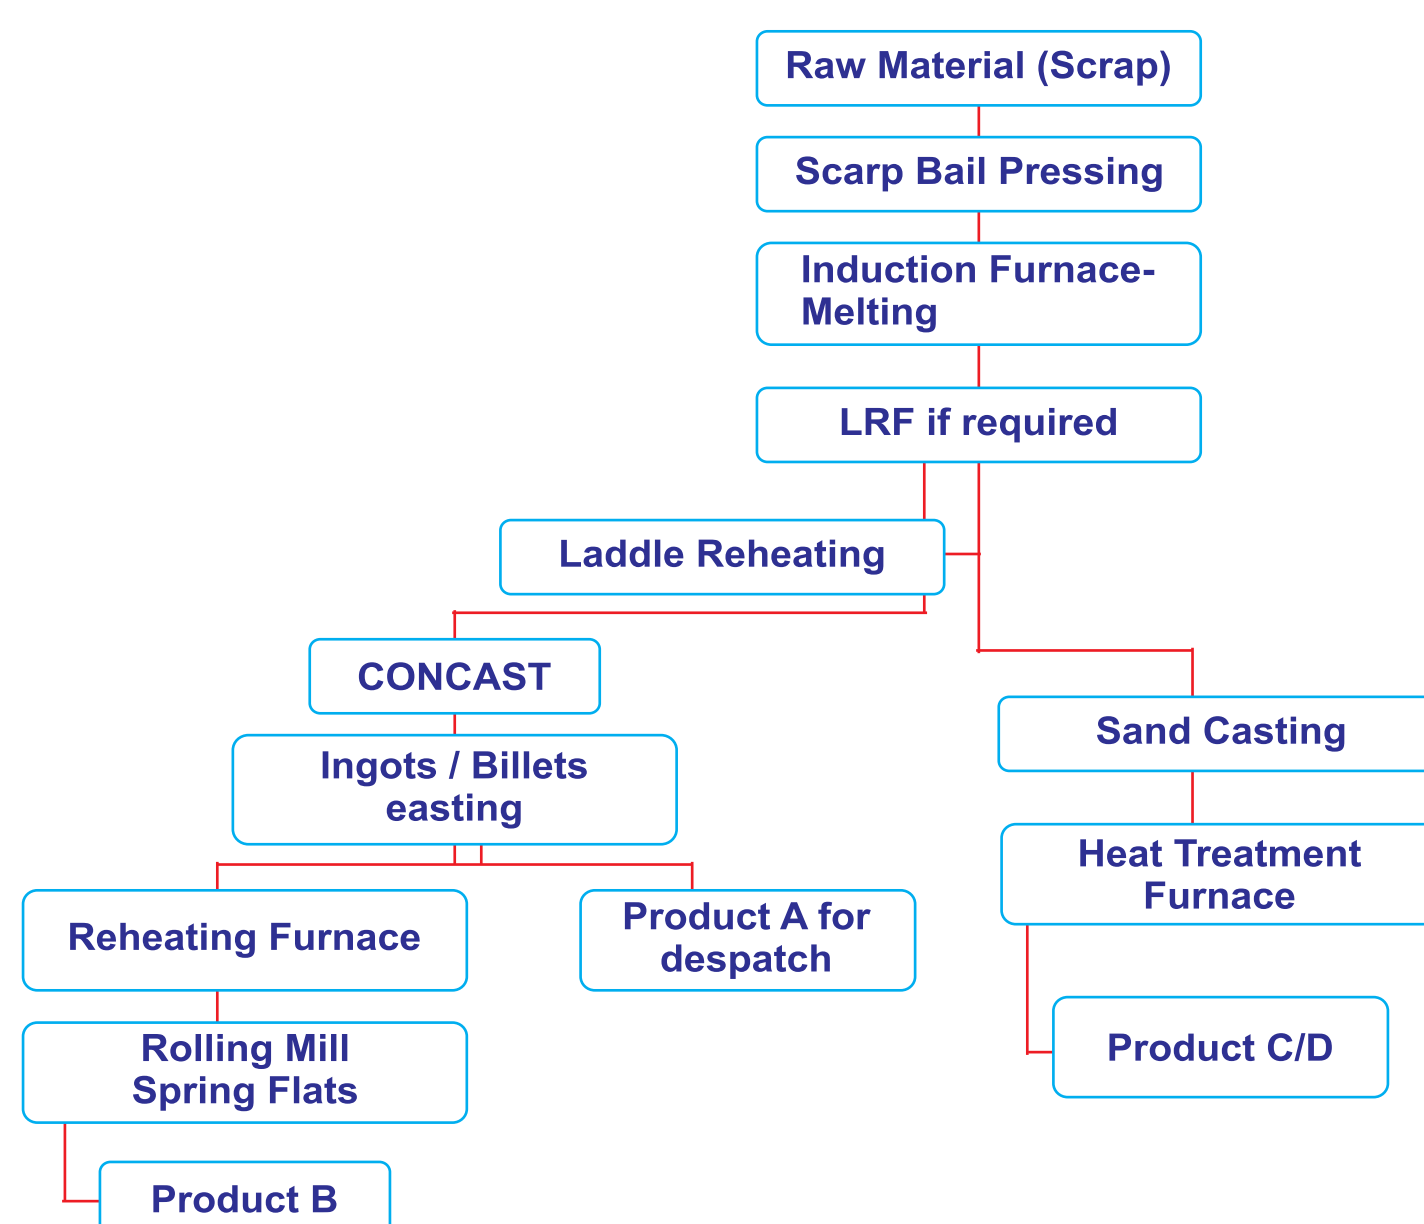 Raw Material (Scrap)
Scarp Bail Pressing
Induction Furnace-
Melting
LRF if required
Laddle Reheating
CONCAST
Sand Casting
Ingots / Billets
easting
Heat Treatment
Furnace
Reheating Furnace
Product A for
despatch
Rolling Mill
Spring Flats
Product C/D
Product B